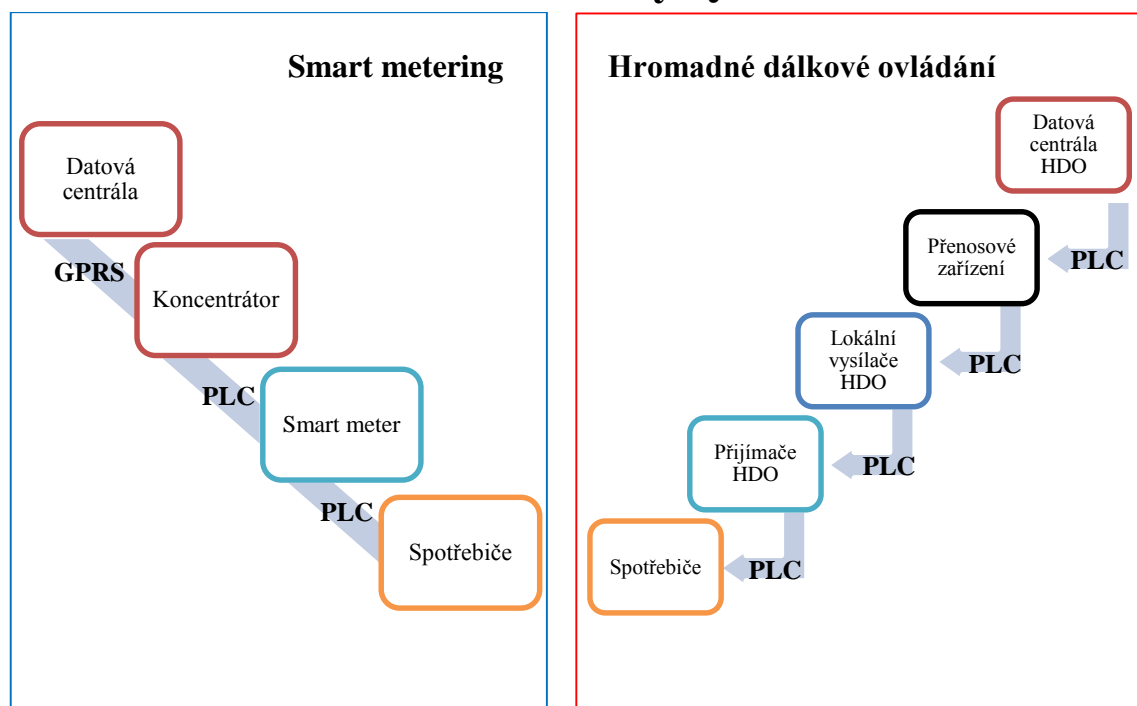 Smart metering
Datová
centrála
GPRS
Koncentrátor
PLC
Smart meter
PLC
Spotřebiče
Hromadné dálkové ovládání
Datová
centrála
HDO
PLC
Přenosové
zařízení
PLC
Lokální
vysílače
HDO
PLC
Přijímače
HDO
PLC
Spotřebiče